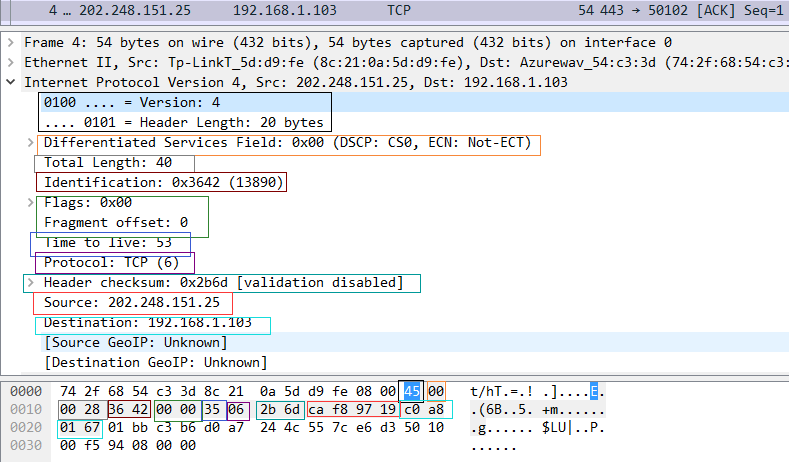 4 … 202.248.151.25 192.168.1.103 TCP 54 443 → 50102 [ACK] Seq=1
Frame 4: 54 bytes on wire (432 bits), 54 bytes captured (432 bits) on interface 0
Ethernet II, Src: Tp-LinkT_5d:d9:fe (8c:21:0a:5d:d9:fe), Dst: Azurewav_54:c3:3d (74:2f:68:54:c3:
Internet Protocol Version 4, Src: 202.248.151.25, Dst: 192.168.1.103
0100 .... = Version: 4
.... 0101 = Header Length: 20 bytes
Differentiated Services Field: 0x00 (DSCP: CS0, ECN: Not-ECT)
Total Length: 40
Identification: 0x3642 (13890)
Flags: 0x00
Fragment offset: 0
Time to live: 53
Protocol: TCP (6)
Header checksum: 0x2b6d [validation disabled]
Source: 202.248.151.25
Destination: 192.168.1.103
[Source GeoIP: Unknown]
[Destination GeoIP: Unknown]
0000 74 2f 68 54 c3 3d 8c 21 0a 5d d9 fe 08 00 45 00 t/hT.=.! .]....E.
0010 00 28 36 42 00 00 35 06 2b 6d ca f8 97 19 c0 a8 .(6B..5. +m......
0020 01 67 01 bb c3 b6 d0 a7 24 4c 55 7c e6 d3 50 10 .g...... $LU|..P.
0030 00 f5 94 08 00 00 ......